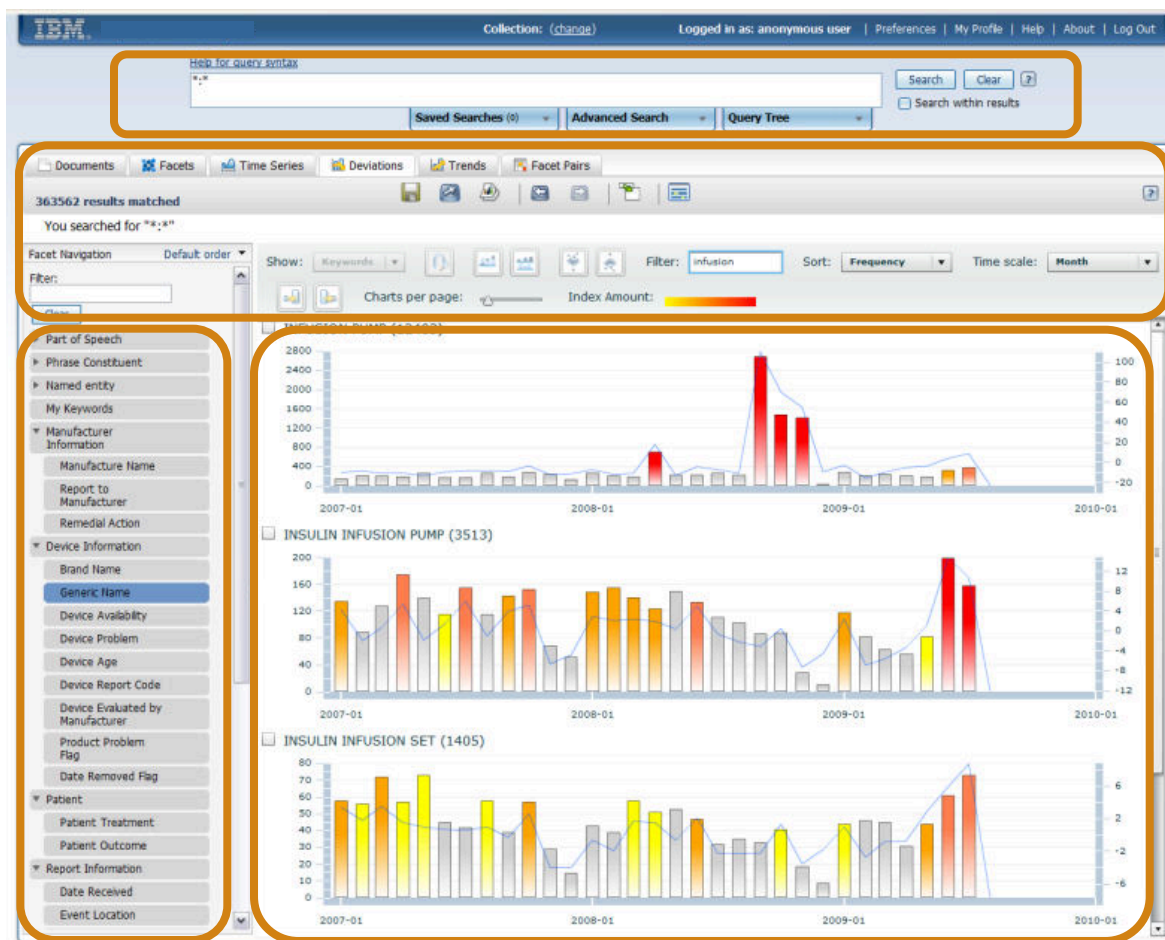 IBM.
Collection: (change)
Logged in as: anonymous user | Preferences | My Profile | Help | About | Log Out
Help for query syntax
*:*
Search Clear ?
Search within results
Saved Searches (0) Advanced Search Query Tree
Documents Facets Time Series Deviations Trends Facet Pairs
363562 results matched
?
You searched for "*:*"
Facet Navigation Default order
Show: Keywords Filter: infusion Sort: Frequency Time scale: Month
Filter:
Charts per page: Index Amount:
Clear
Part of Speech
Phrase Constituent
Named entity
My Keywords
Manufacturer
Information
Manufacture Name
Report to
Manufacturer
Remedial Action
Device Information
Brand Name
Generic Name
Device Availability
Device Problem
Device Age
Device Report Code
Device Evaluated by
Manufacturer
Product Problem
Flag
Date Removed Flag
Patient
Patient Treatment
Patient Outcome
Report Information
Date Received
Event Location
INFUSION PUMP
2800
2400
2000
1600
1200
800
400
0
100
80
60
40
20
0
-20
2007-01 2008-01 2009-01 2010-01
INSULIN INFUSION PUMP (3513)
200
160
120
80
40
0
12
8
4
0
-4
-8
-12
2007-01 2008-01 2009-01 2010-01
INSULIN INFUSION SET (1405)
80
70
60
50
40
30
20
10
0
6
2
-2
-6
2007-01 2008-01 2009-01 2010-01